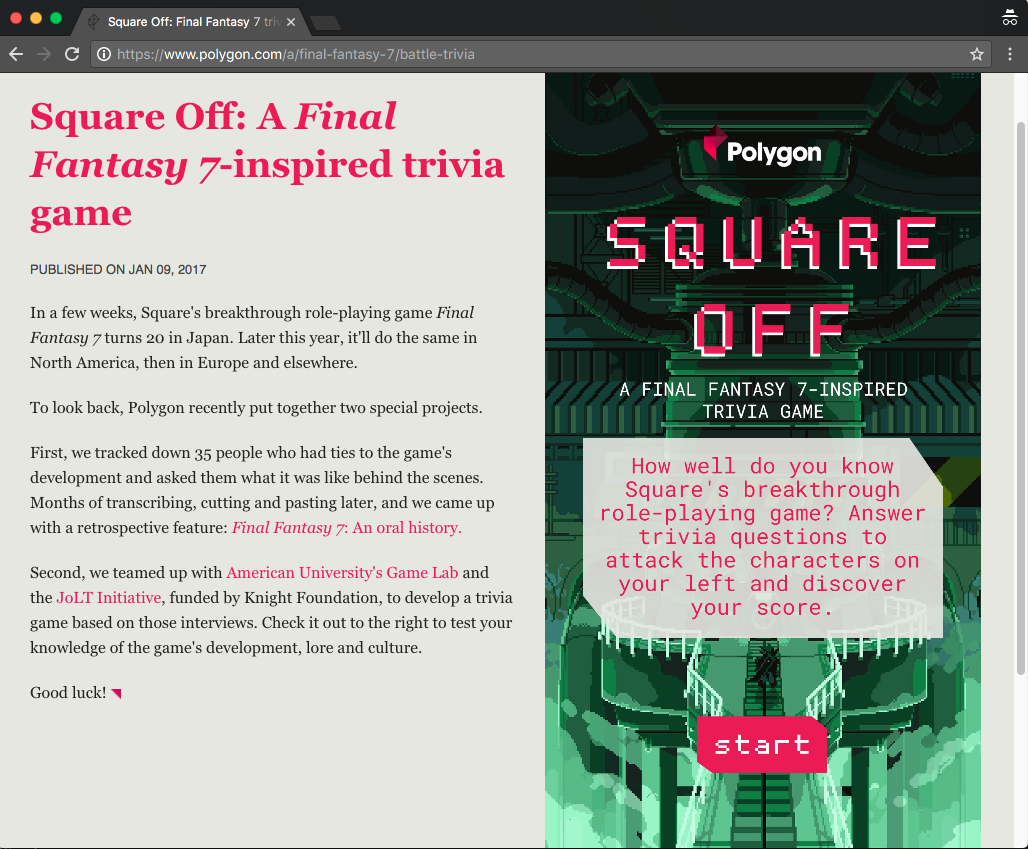 Square Off: Final Fantasy 7 triv
https://www.polygon.com/a/final-fantasy-7/battle-trivia
Square Off: A Final
Fantasy 7-inspired trivia
game
PUBLISHED ON JAN 09, 2017
In a few weeks, Square's breakthrough role-playing game Final
Fantasy 7 turns 20 in Japan. Later this year, it'll do the same in
North America, then in Europe and elsewhere.
To look back, Polygon recently put together two special projects.
First, we tracked down 35 people who had ties to the game's
development and asked them what it was like behind the scenes.
Months of transcribing, cutting and pasting later, and we came up
with a retrospective feature: Final Fantasy 7: An oral history.
Second, we teamed up with American University's Game Lab and
the JoLT Initiative, funded by Knight Foundation, to develop a trivia
game based on those interviews. Check it out to the right to test your
knowledge of the game's development, lore and culture.
Good luck!
Polygon
SQUARE
OFF
A FINAL FANTASY 7-INSPIRED
TRIVIA GAME
How well do you know
Square's breakthrough
role-playing game? Answer
trivia questions to
attack the characters on
your left and discover
your score.
start